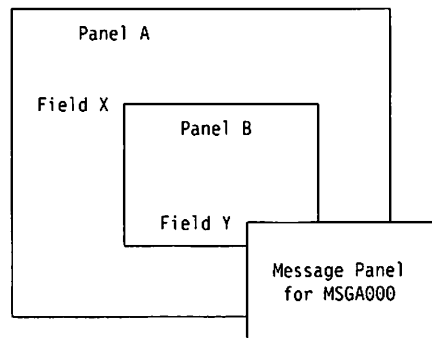 Panel A
Field X
Panel B
Field Y
Message Panel
for MSGA000